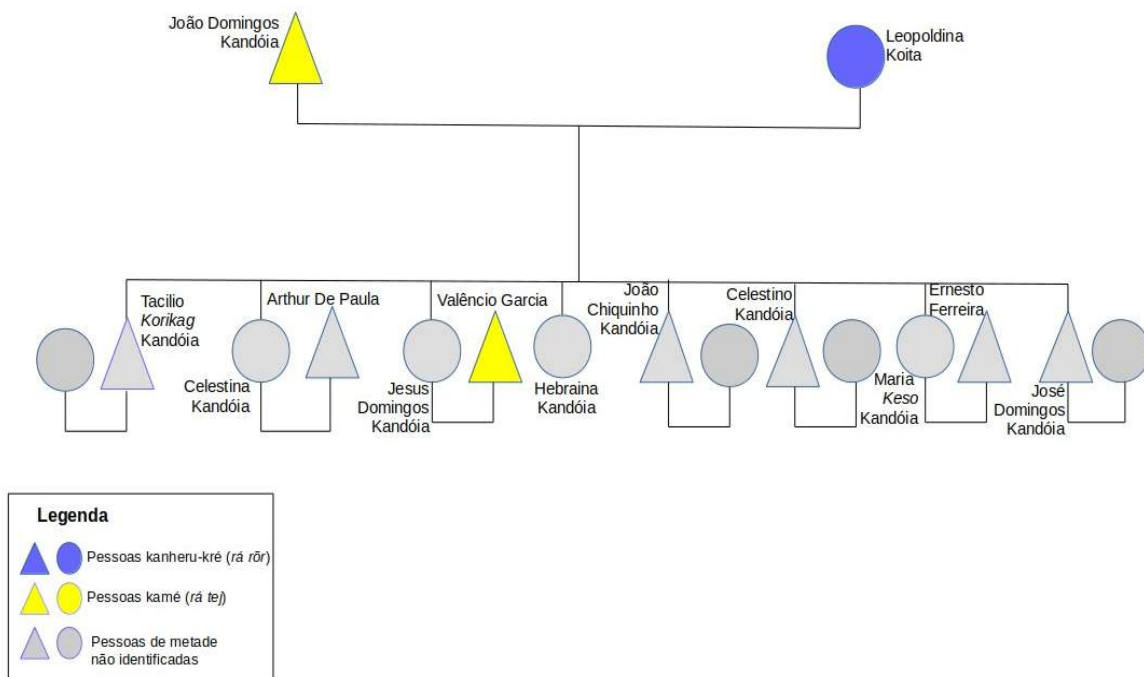 João Domingos
Kandóia
Leopoldina
Koita
Tacilio
Korikag
Kandóia
Arthur De Paula
Celestina
Kandóia
Valêncio Garcia
Jesus
Domingos
Kandóia
Hebraina
Kandóia
João
Chiquinho
Kandóia
Celestino
Kandóia
Ernesto
Ferreira
Maria
Keso
Kandóia
José
Domingos
Kandóia
Legenda
Pessoas kanheru-kré (rá rõr)
Pessoas kamé (rá tej)
Pessoas de metade
não identificadas